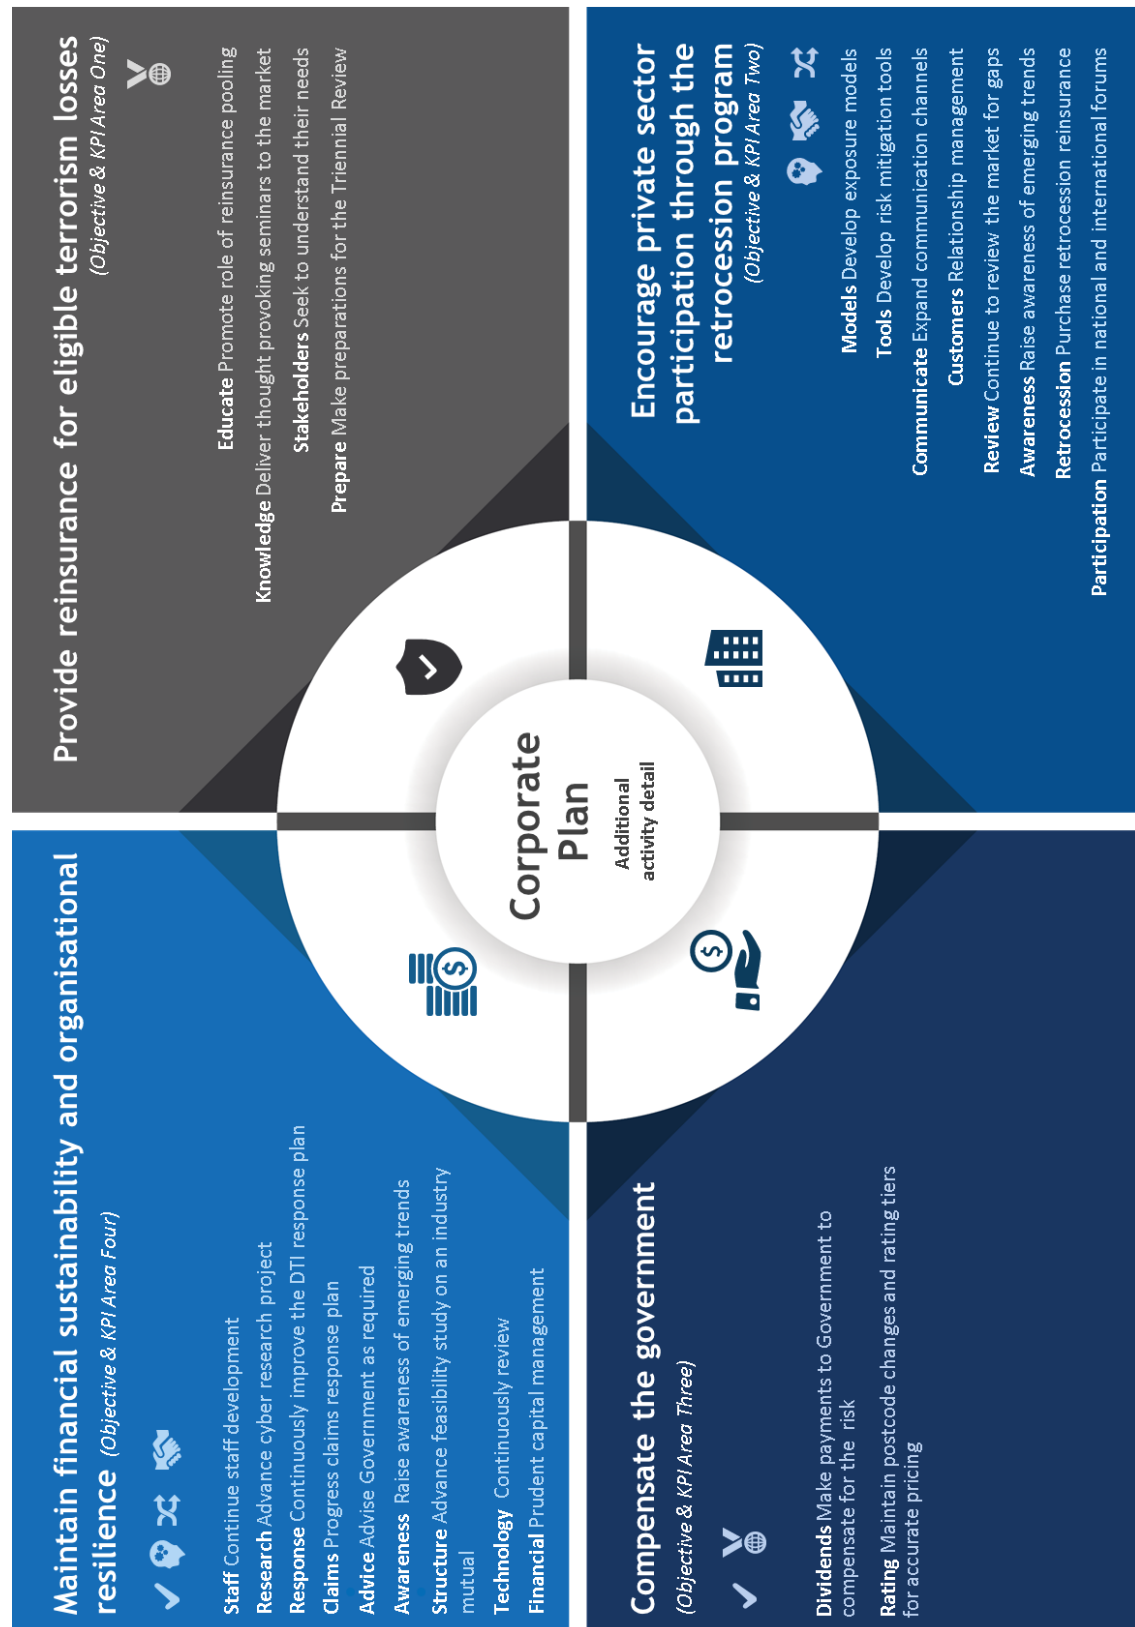 Maintain financial sustainability and organisational
resilience (Objective & KPI Area Four)
Staff Continue staff development
Research Advance cyber research project
Response Continuously improve the DTI response plan
Claims Progress claims response plan
Advice Advise Government as required
Awareness Raise awareness of emerging trends
Structure Advance feasibility study on an industry
mutual
Technology Continuously review
Financial Prudent capital management
Provide reinsurance for eligible terrorism losses
(Objective & KPI Area One)
Educate Promote role of reinsurance pooling
Knowledge Deliver thought provoking seminars to the market
Stakeholders Seek to understand their needs
Prepare Make preparations for the Triennial Review
Corporate
Plan
Additional
activity detail
Compensate the government
(Objective & KPI Area Three)
Dividends Make payments to Government to
compensate for the risk
Rating Maintain postcode changes and rating tiers
for accurate pricing
Encourage private sector
participation through the
retrocession program
(Objective & KPI Area Two)
Models Develop exposure models
Tools Develop risk mitigation tools
Communicate Expand communication channels
Customers Relationship management
Review Continue to review the market for gaps
Awareness Raise awareness of emerging trends
Retrocession Purchase retrocession reinsurance
Participation Participate in national and international forums